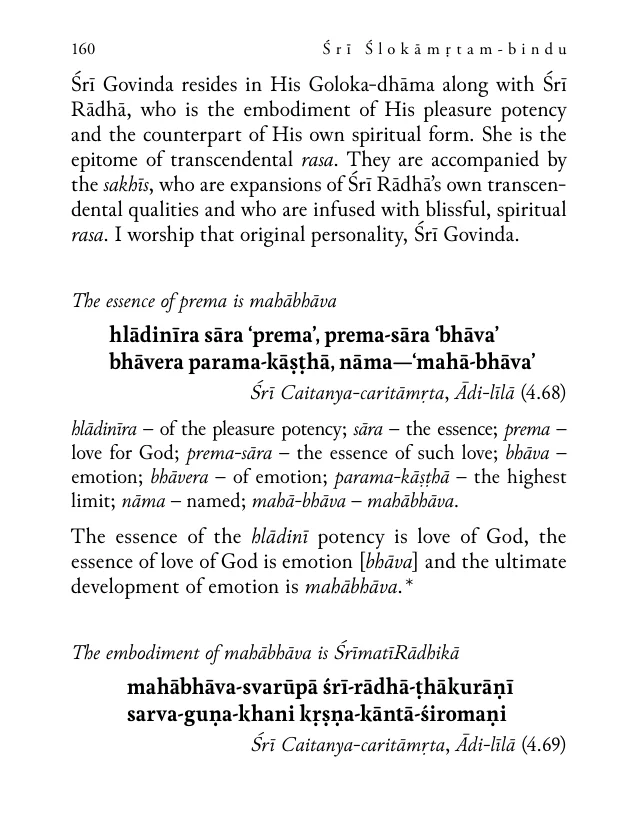 160 Śrī Ślokāmṛtam-bindu
Śrī Govinda resides in His Goloka-dhāma along with Śrī
Rādhā, who is the embodiment of His pleasure potency
and the counterpart of His own spiritual form. She is the
epitome of transcendental rasa. They are accompanied by
the sakhīs, who are expansions of Śrī Rādhā’s own transcen-
dental qualities and who are infused with blissful, spiritual
rasa. I worship that original personality, Śrī Govinda.
The essence of prema is mahābhāva
hlādinīra sāra ‘prema’, prema-sāra ‘bhāva’
bhāvera parama-kāṣṭhā, nāma—‘mahā-bhāva’
Śrī Caitanya-caritāmṛta, Ādi-līlā (4.68)
hlādinīra – of the pleasure potency; sāra – the essence; prema –
love for God; prema-sāra – the essence of such love; bhāva –
emotion; bhāvera – of emotion; parama-kāṣṭhā – the highest
limit; nāma – named; mahā-bhāva – mahābhāva.
The essence of the hlādinī potency is love of God, the
essence of love of God is emotion [bhāva] and the ultimate
development of emotion is mahābhāva.*
The embodiment of mahābhāva is ŚrīmatīRādhikā
mahābhāva-svarūpā śrī-rādhā-ṭhākurāṇī
sarva-guṇa-khani kṛṣṇa-kāntā-śiromaṇi
Śrī Caitanya-caritāmṛta, Ādi-līlā (4.69)